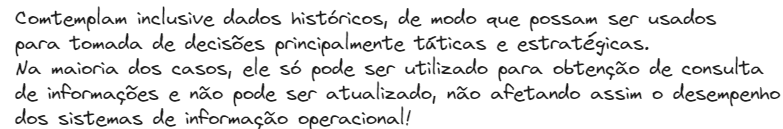 Comtemplam inclusive dados históricos, de modo que possam ser usados
para tomada de decisões principalmente táticas e estratégicas.
Na maioria dos casos, ele só pode ser utilizado para obtenção de consulta
de informações e não pode ser atualizado, não afetando assim o desempenho
dos sistemas de informação operacional!